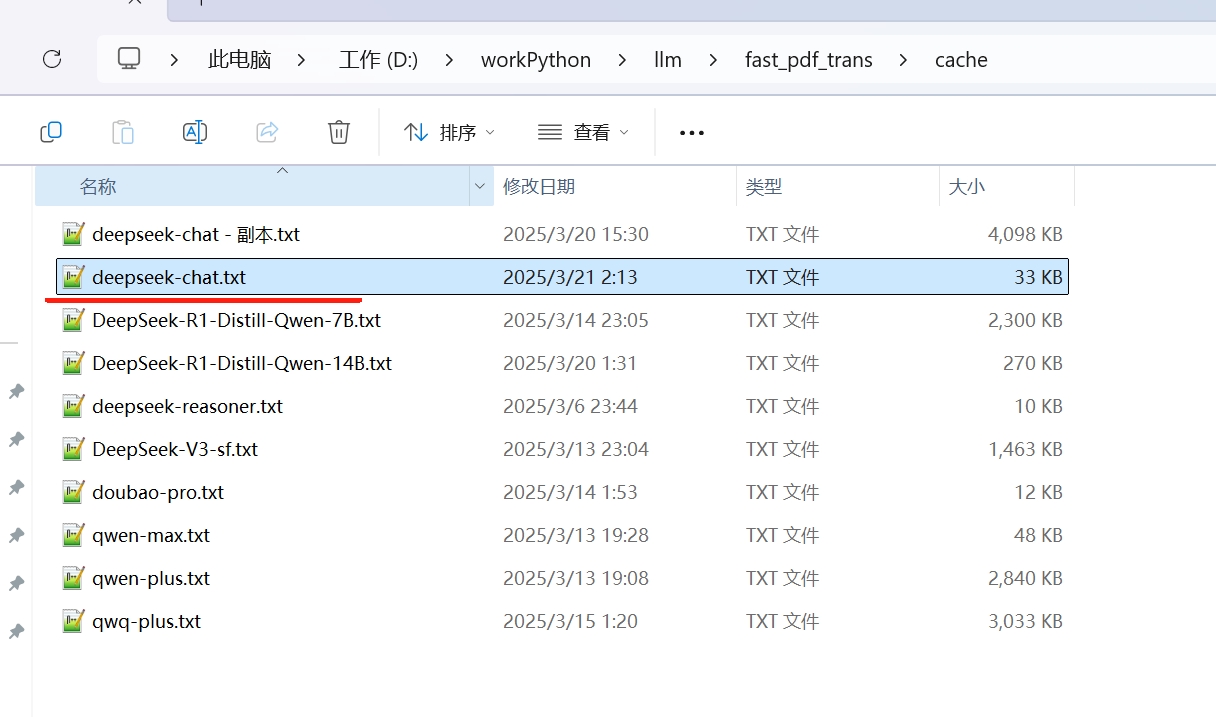 此电脑 > 工作 (D:) > workPython > llm > fast_pdf_trans > cache
排序 查看
名称 修改日期 类型 大小
deepseek-chat - 副本.txt 2025/3/20 15:30 TXT 文件 4,098 KB
deepseek-chat.txt 2025/3/21 2:13 TXT 文件 33 KB
DeepSeek-R1-Distill-Qwen-7B.txt 2025/3/14 23:05 TXT 文件 2,300 KB
DeepSeek-R1-Distill-Qwen-14B.txt 2025/3/20 1:31 TXT 文件 270 KB
deepseek-reasoner.txt 2025/3/6 23:44 TXT 文件 10 KB
DeepSeek-V3-sf.txt 2025/3/13 23:04 TXT 文件 1,463 KB
doubao-pro.txt 2025/3/14 1:53 TXT 文件 12 KB
qwen-max.txt 2025/3/13 19:28 TXT 文件 48 KB
qwen-plus.txt 2025/3/13 19:08 TXT 文件 2,840 KB
qwq-plus.txt 2025/3/15 1:20 TXT 文件 3,033 KB